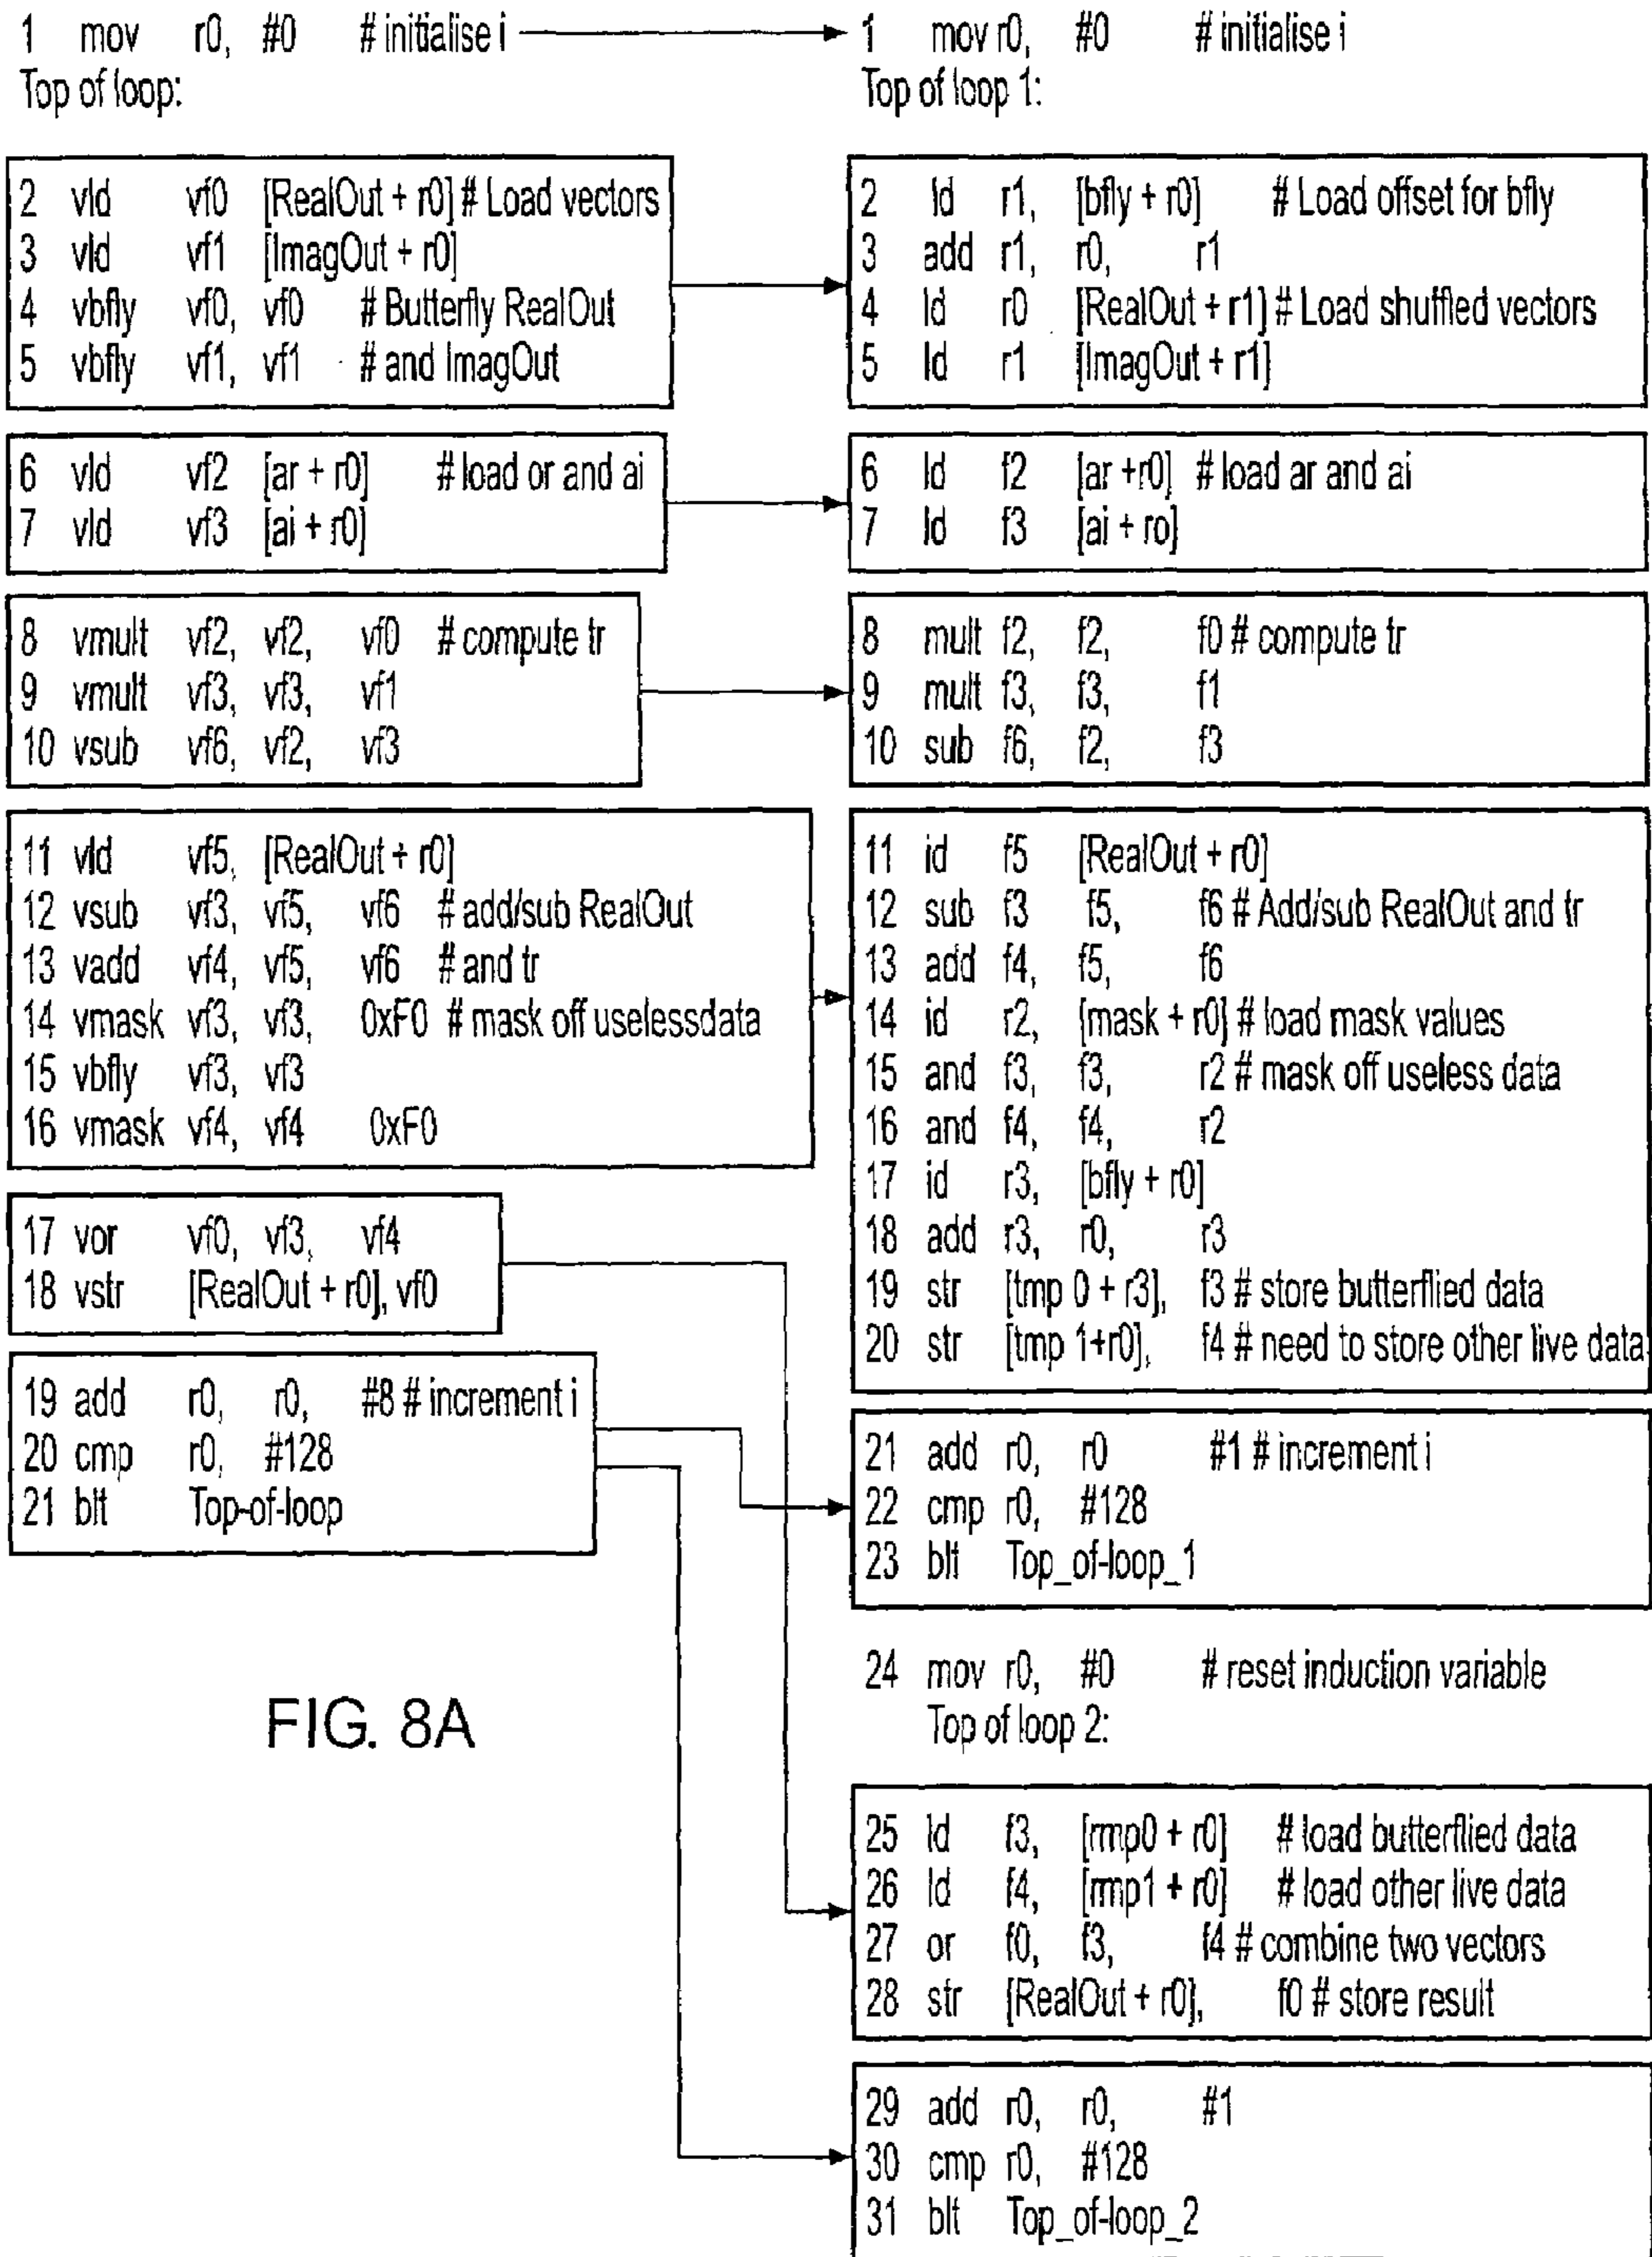 1 mov r0, #0 # initialise i
Top of loop:
2 vld vf0 [RealOut + r0] # Load vectors
3 vld vf1 [ImagOut + r0]
4 vbfly vf0, vf0 # Butterfly RealOut
5 vbfly vf1, vf1 # and ImagOut
6 vld vf2 [ar + r0] # load or and ai
7 vld vf3 [ai + r0]
8 vmult vf2, vf2, vf0 # compute tr
9 vmult vf3, vf3, vf1
10 vsub vf6, vf2, vf3
11 vld vf5, [RealOut + r0]
12 vsub vf3, vf5, vf6 # add/sub RealOut
13 vadd vf4, vf5, vf6 # and tr
14 vmask vf3, vf3, 0xF0 # mask off uselessdata
15 vbfly vf3, vf3
16 vmask vf4, vf4 0xF0
17 vor vf0, vf3, vf4
18 vstr [RealOut + r0], vf0
19 add r0, r0, #8 # increment i
20 cmp r0, #128
21 blt Top-of-loop
FIG. 8A
1 mov r0, #0 # initialise i
Top of loop 1:
2 ld r1, [bfly + r0] # Load offset for bfly
3 add r1, r0, r1
4 ld r0 [RealOut + r1] # Load shuffled vectors
5 ld r1 [ImagOut + r1]
6 ld f2 [ar +r0] # load ar and ai
7 ld f3 [ai + ro]
8 mult f2, f2, f0 # compute tr
9 mult f3, f3, f1
10 sub f6, f2, f3
11 id f5 [RealOut + r0]
12 sub f3 f5, f6 # Add/sub RealOut and tr
13 add f4, f5, f6
14 id r2, [mask + r0] # load mask values
15 and f3, f3, r2 # mask off useless data
16 and f4, f4, r2
17 id r3, [bfly + r0]
18 add r3, r0, r3
19 str [tmp 0 + r3], f3 # store butterflied data
20 str [tmp 1+r0], f4 # need to store other live data
21 add r0, r0 #1 # increment i
22 cmp r0, #128
23 blt Top_of-loop_1
24 mov r0, #0 # reset induction variable
Top of loop 2:
25 ld f3, [rmp0 + r0] # load butterflied data
26 ld f4, [rmp1 + r0] # load other live data
27 or f0, f3, f4 # combine two vectors
28 str [RealOut + r0], f0 # store result
29 add r0, r0, #1
30 cmp r0, #128
31 blt Top_of-loop_2